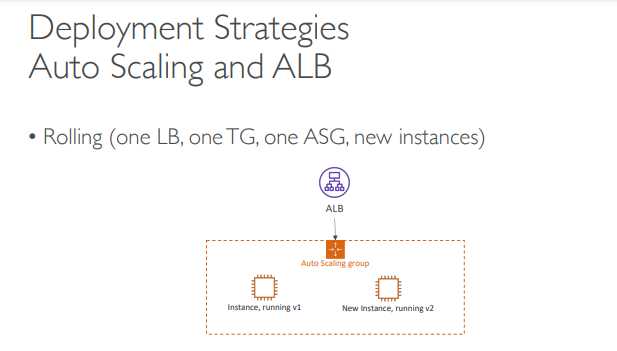 Deployment Strategies
Auto Scaling and ALB
• Rolling (one LB, one TG, one ASG, new instances)
ALB
Auto Scaling group
Instance, running v1
New Instance, running v2